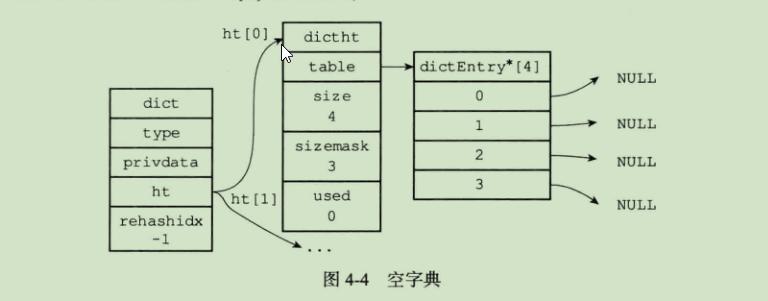 ht[0]
dictht
table
size
4
sizemask
3
used
0
dictEntry*[4]
0
1
2
3
NULL
NULL
NULL
NULL
dict
type
privdata
ht
rehashidx
-1
ht[1]
...
图 4-4 空字典